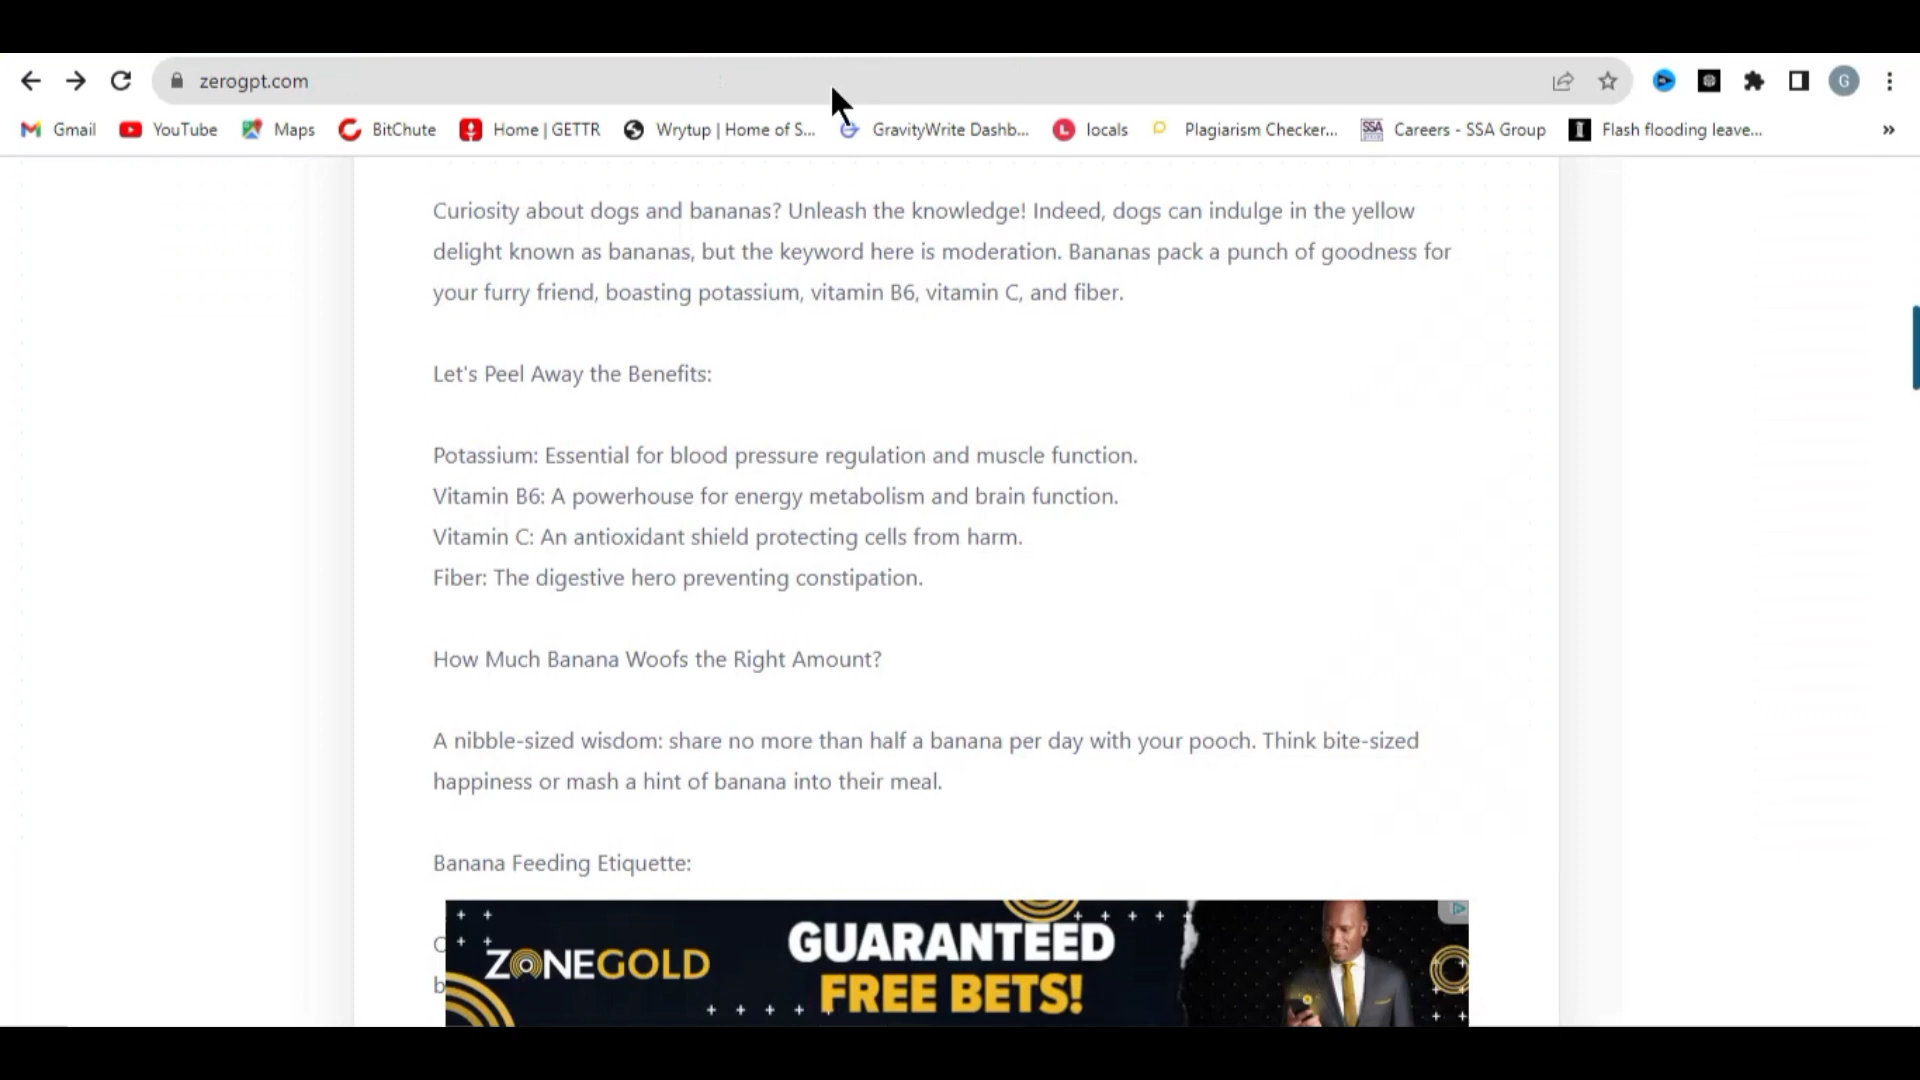 zerogpt.com
G
Gmail
YouTube
Maps
BitChute
Home | GETTR
Wrytup | Home of S...
GravityWrite Dashb...
locals
Plagiarism Checker...
SSA
Careers - SSA Group
Flash flooding leave...
»
Curiosity about dogs and bananas? Unleash the knowledge! Indeed, dogs can indulge in the yellow
delight known as bananas, but the keyword here is moderation. Bananas pack a punch of goodness for
your furry friend, boasting potassium, vitamin B6, vitamin C, and fiber.
Let's Peel Away the Benefits:
Potassium: Essential for blood pressure regulation and muscle function.
Vitamin B6: A powerhouse for energy metabolism and brain function.
Vitamin C: An antioxidant shield protecting cells from harm.
Fiber: The digestive hero preventing constipation.
How Much Banana Woofs the Right Amount?
A nibble-sized wisdom: share no more than half a banana per day with your pooch. Think bite-sized
happiness or mash a hint of banana into their meal.
Banana Feeding Etiquette:
ZONEGOLD
GUARANTEED
FREE BETS!